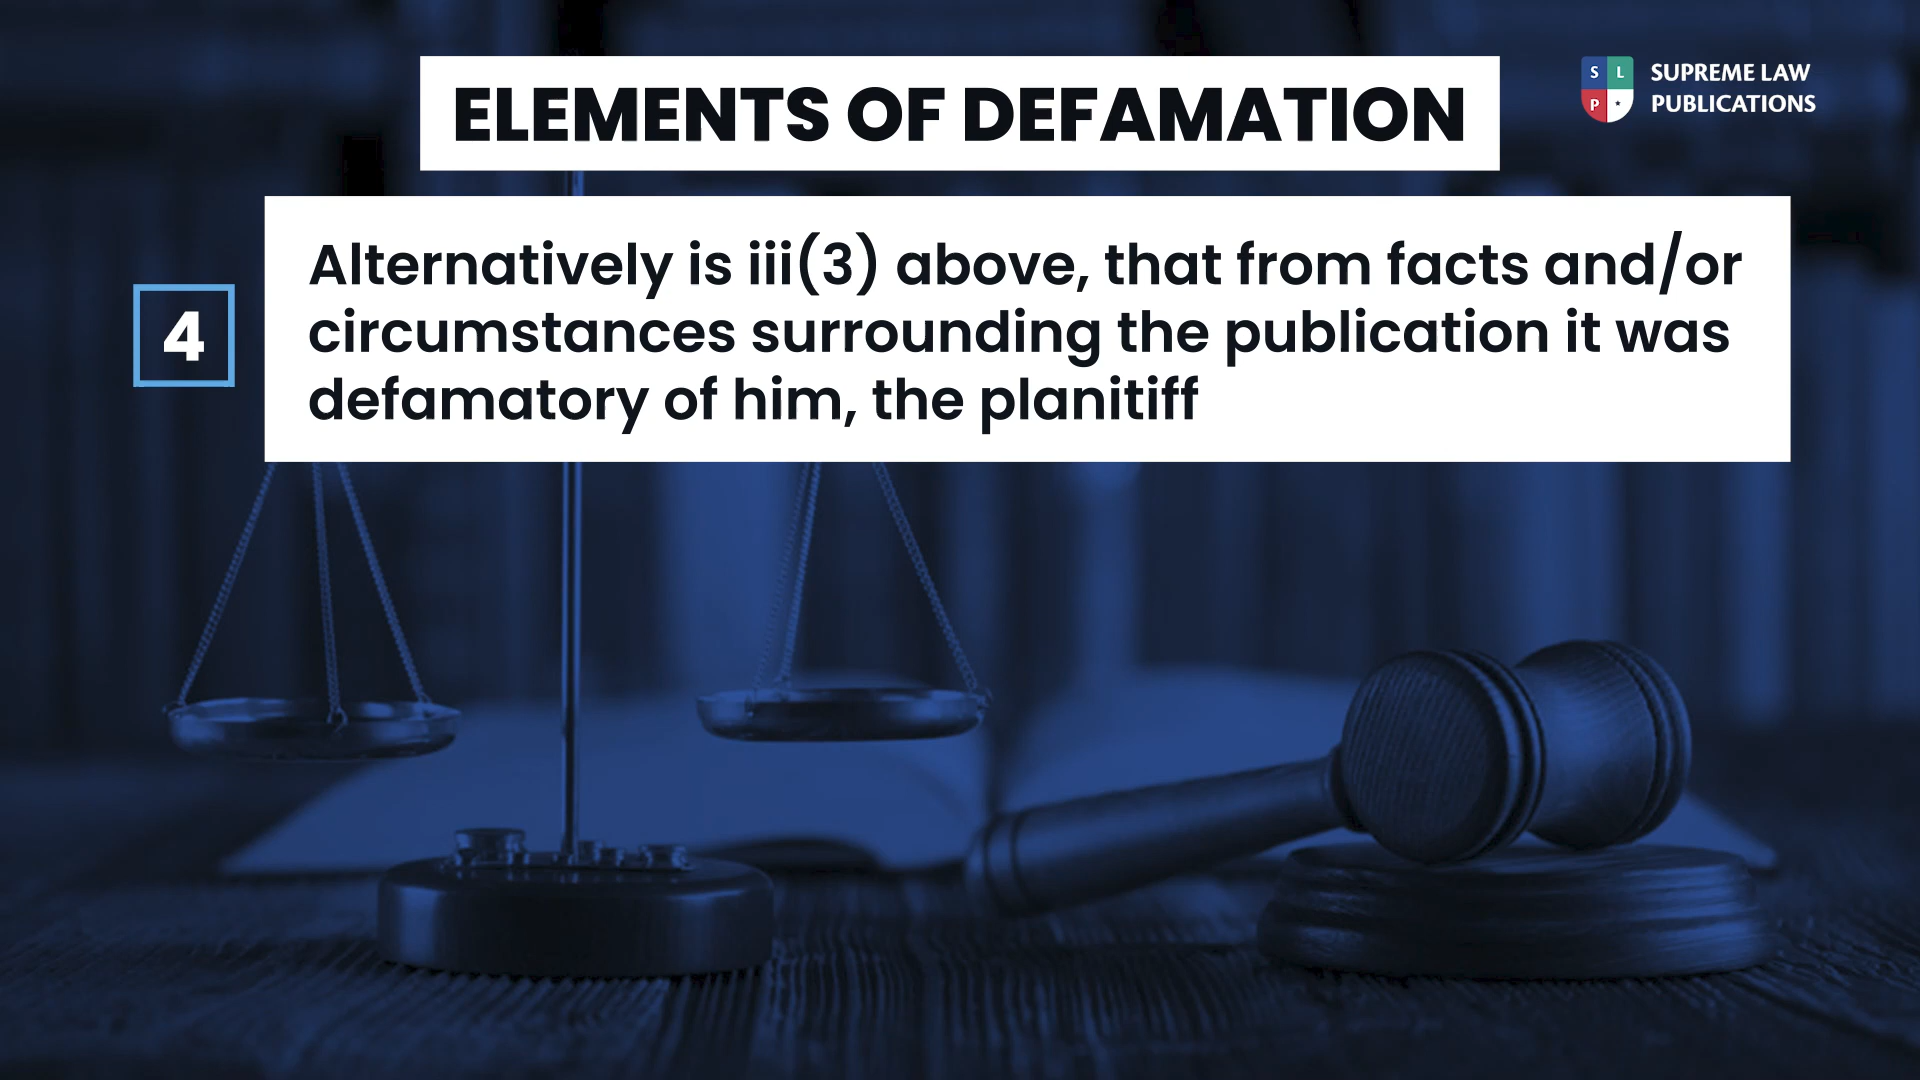 ELEMENTS OF DEFAMATION
S L
P
SUPREME LAW
PUBLICATIONS
4
Alternatively is iii(3) above, that from facts and/or
circumstances surrounding the publication it was
defamatory of him, the planitiff